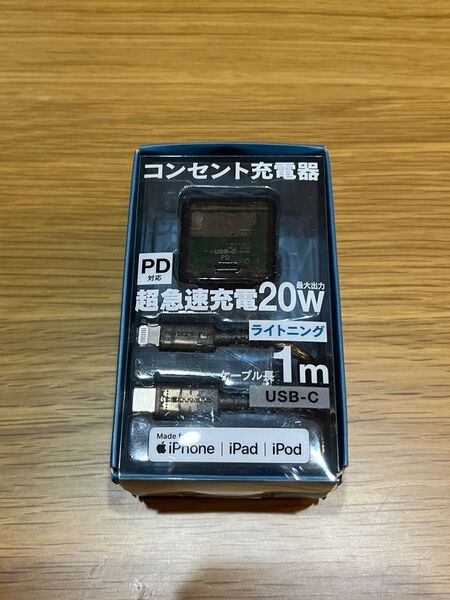 コンセント充電器
USB-C
PD
PD
対応
最大出力
超急速充電20W
ライトニング
ケーブル長
1m
USB-C
Made for
iPhone | iPad | iPod